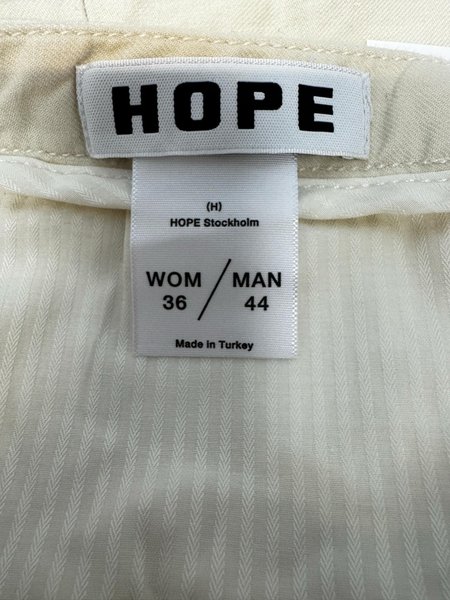 HOPE
(H)
HOPE Stockholm
WOM / MAN
36 44
Made in Turkey